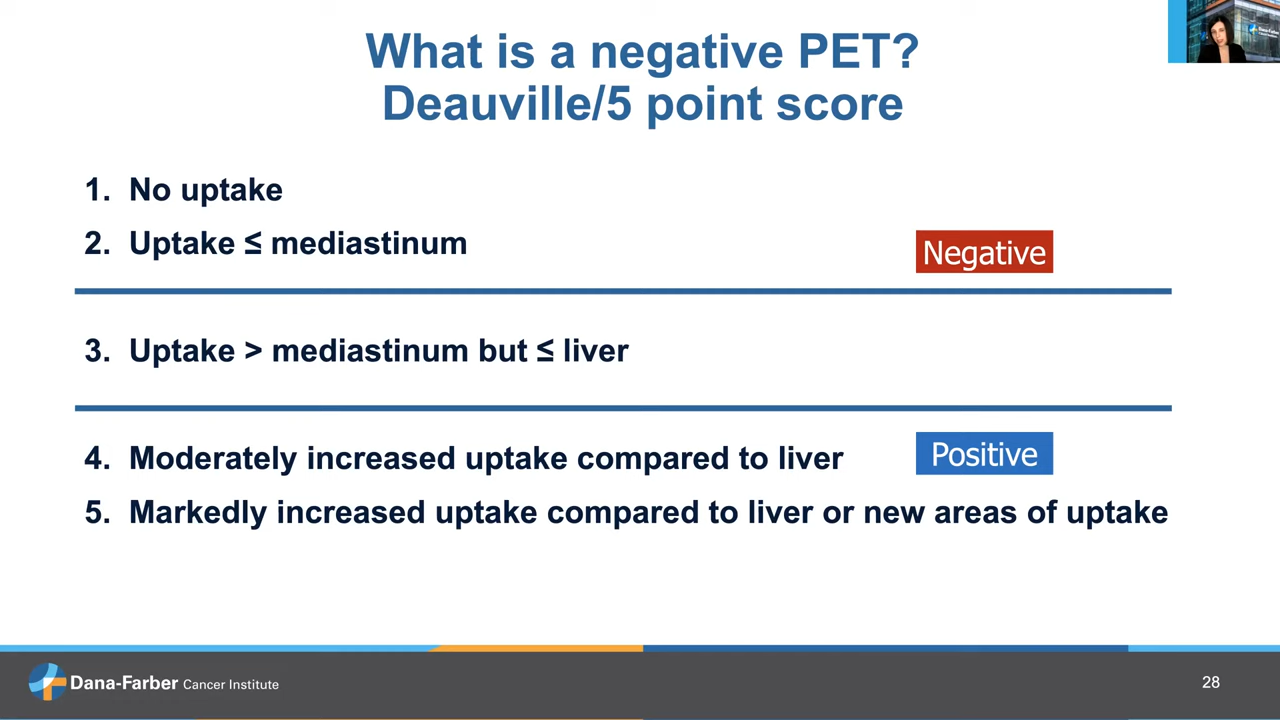 What is a negative PET?
Deauville/5 point score
1. No uptake
2. Uptake ≤ mediastinum
Negative
3. Uptake > mediastinum but ≤ liver
4. Moderately increased uptake compared to liver
Positive
5. Markedly increased uptake compared to liver or new areas of uptake
Dana-Farber Cancer Institute
28